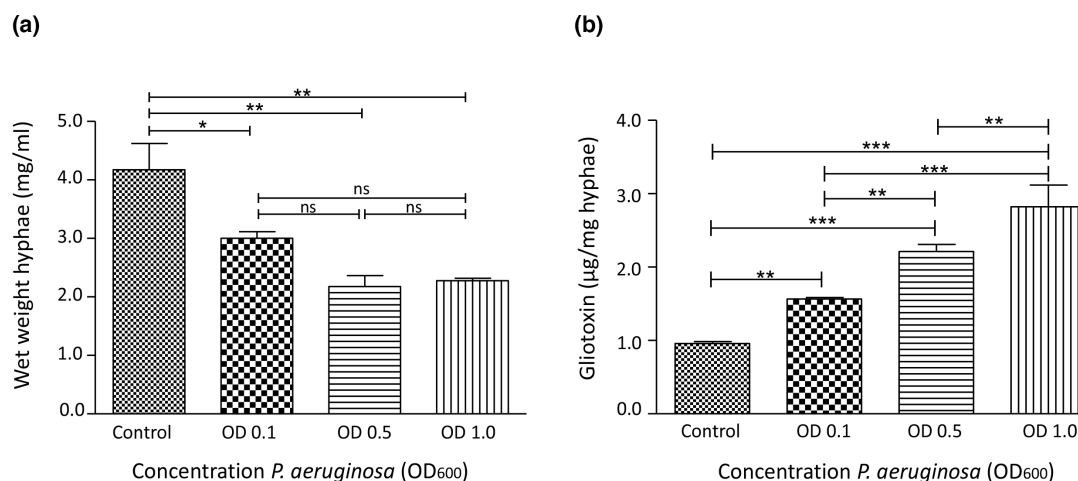 (a)
**
**
*
ns
ns
ns
5.0
4.0
3.0
2.0
1.0
0.0
Wet weight hyphae (mg/ml)
Control
OD 0.1
OD 0.5
OD 1.0
Concentration P. aeruginosa (OD600)
(b)
**
***
***
**
***
**
4.0
3.0
2.0
1.0
0.0
Gliotoxin (µg/mg hyphae)
Control
OD 0.1
OD 0.5
OD 1.0
Concentration P. aeruginosa (OD600)